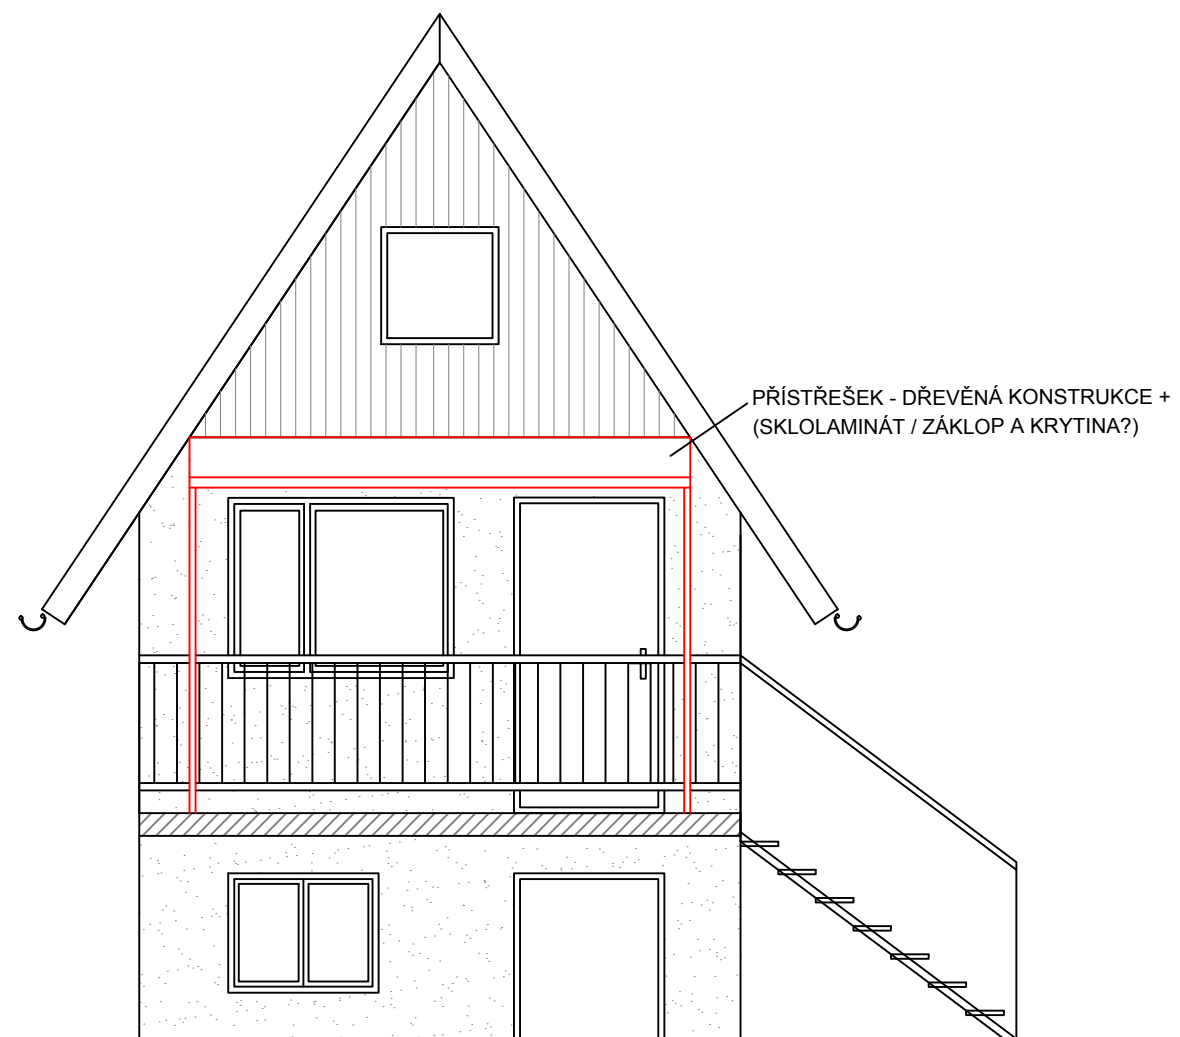 PŘÍSTŘEŠEK - DŘEVĚNÁ KONSTRUKCE +
(SKLOLAMINÁT / ZÁKLOP A KRYTINA?)